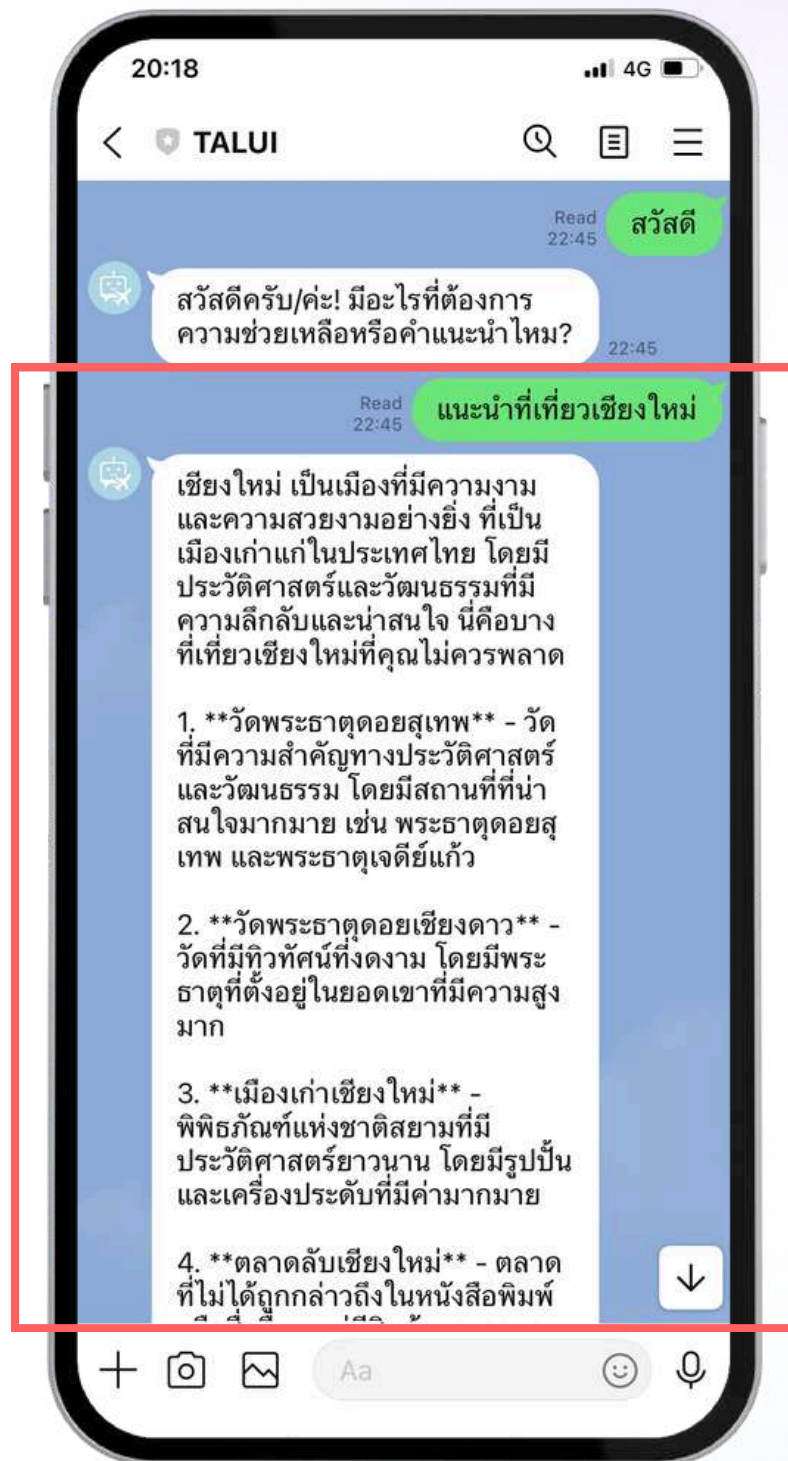 20:18
4G
TALUI
Read
22:45
สวัสดี
สวัสดีครับ/ค่ะ! มีอะไรที่ต้องการ
ความช่วยเหลือหรือคำแนะนำไหม?
22:45
Read
22:45
แนะนำที่เที่ยวเชียงใหม่
เชียงใหม่ เป็นเมืองที่มีความงาม
และความสวยงามอย่างยิ่ง ที่เป็น
เมืองเก่าแก่ในประเทศไทย โดยมี
ประวัติศาสตร์และวัฒนธรรมที่มี
ความลึกลับและน่าสนใจ นี่คือบาง
ที่เที่ยวเชียงใหม่ที่คุณไม่ควรพลาด
1. **วัดพระธาตุดอยสุเทพ** - วัด
ที่มีความสำคัญทางประวัติศาสตร์
และวัฒนธรรม โดยมีสถานที่ที่น่า
สนใจมากมาย เช่น พระธาตุดอยสุ
เทพ และพระธาตุเจดีย์แก้ว
2. **วัดพระธาตุดอยเชียงดาว** -
วัดที่มีทิวทัศน์ที่งดงาม โดยมีพระ
ธาตุที่ตั้งอยู่ในยอดเขาที่มีความสูง
มาก
3. **เมืองเก่าเชียงใหม่** -
พิพิธภัณฑ์แห่งชาติสยามที่มี
ประวัติศาสตร์ยาวนาน โดยมีรูปปั้น
และเครื่องประดับที่มีค่ามากมาย
4. **ตลาดลับเชียงใหม่** - ตลาด
ที่ไม่ได้ถูกกล่าวถึงในหนังสือพิมพ์
Aa